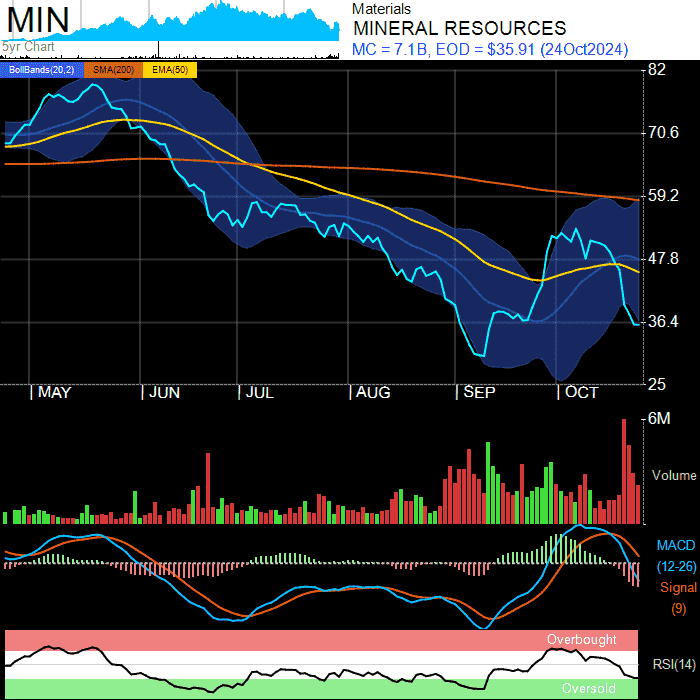 MIN
5yr Chart
Materials
MINERAL RESOURCES
MC = 7.1B, EOD = $35.91 (24Oct2024)
BollBands(20,2) SMA(200) EMA(50)
82
70.6
59.2
47.8
36.4
25
MAY JUN JUL AUG SEP OCT
6M
Volume
MACD
(12-26)
Signal
(9)
Overbought
RSI(14)
Oversold